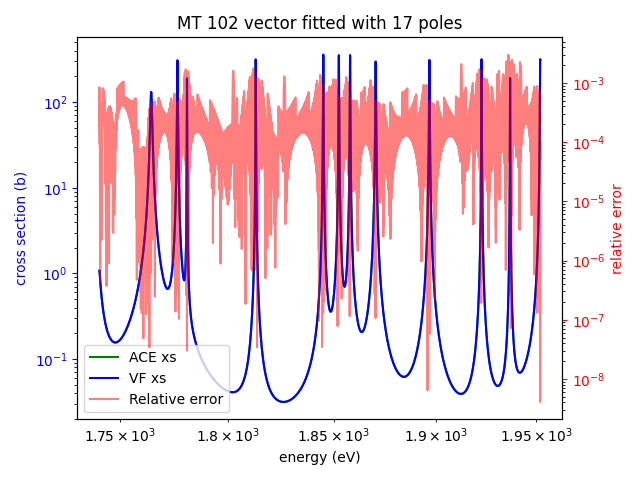 MT 102 vector fitted with 17 poles
10²
10¹
10⁰
10⁻¹
cross section (b)
10⁻³
10⁻⁴
10⁻⁵
10⁻⁶
10⁻⁷
10⁻⁸
relative error
ACE xs
VF xs
Relative error
1.75 × 10³ 1.8 × 10³ 1.85 × 10³ 1.9 × 10³ 1.95 × 10³
energy (eV)